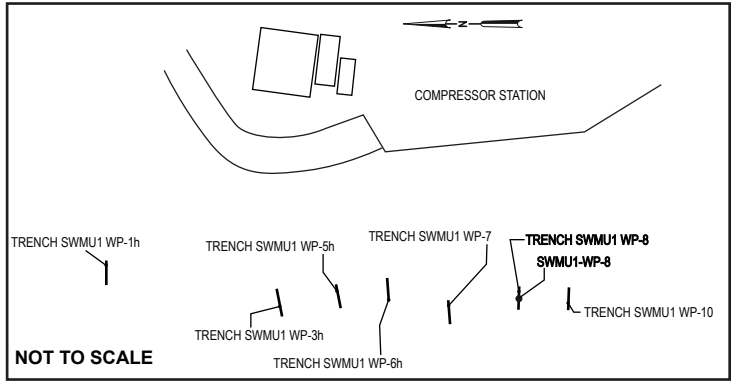 N
COMPRESSOR STATION
TRENCH SWMU1 WP-1h
TRENCH SWMU1 WP-5h
TRENCH SWMU1 WP-7
TRENCH SWMU1 WP-8
SWMU1-WP-8
TRENCH SWMU1 WP-10
TRENCH SWMU1 WP-3h
TRENCH SWMU1 WP-6h
NOT TO SCALE